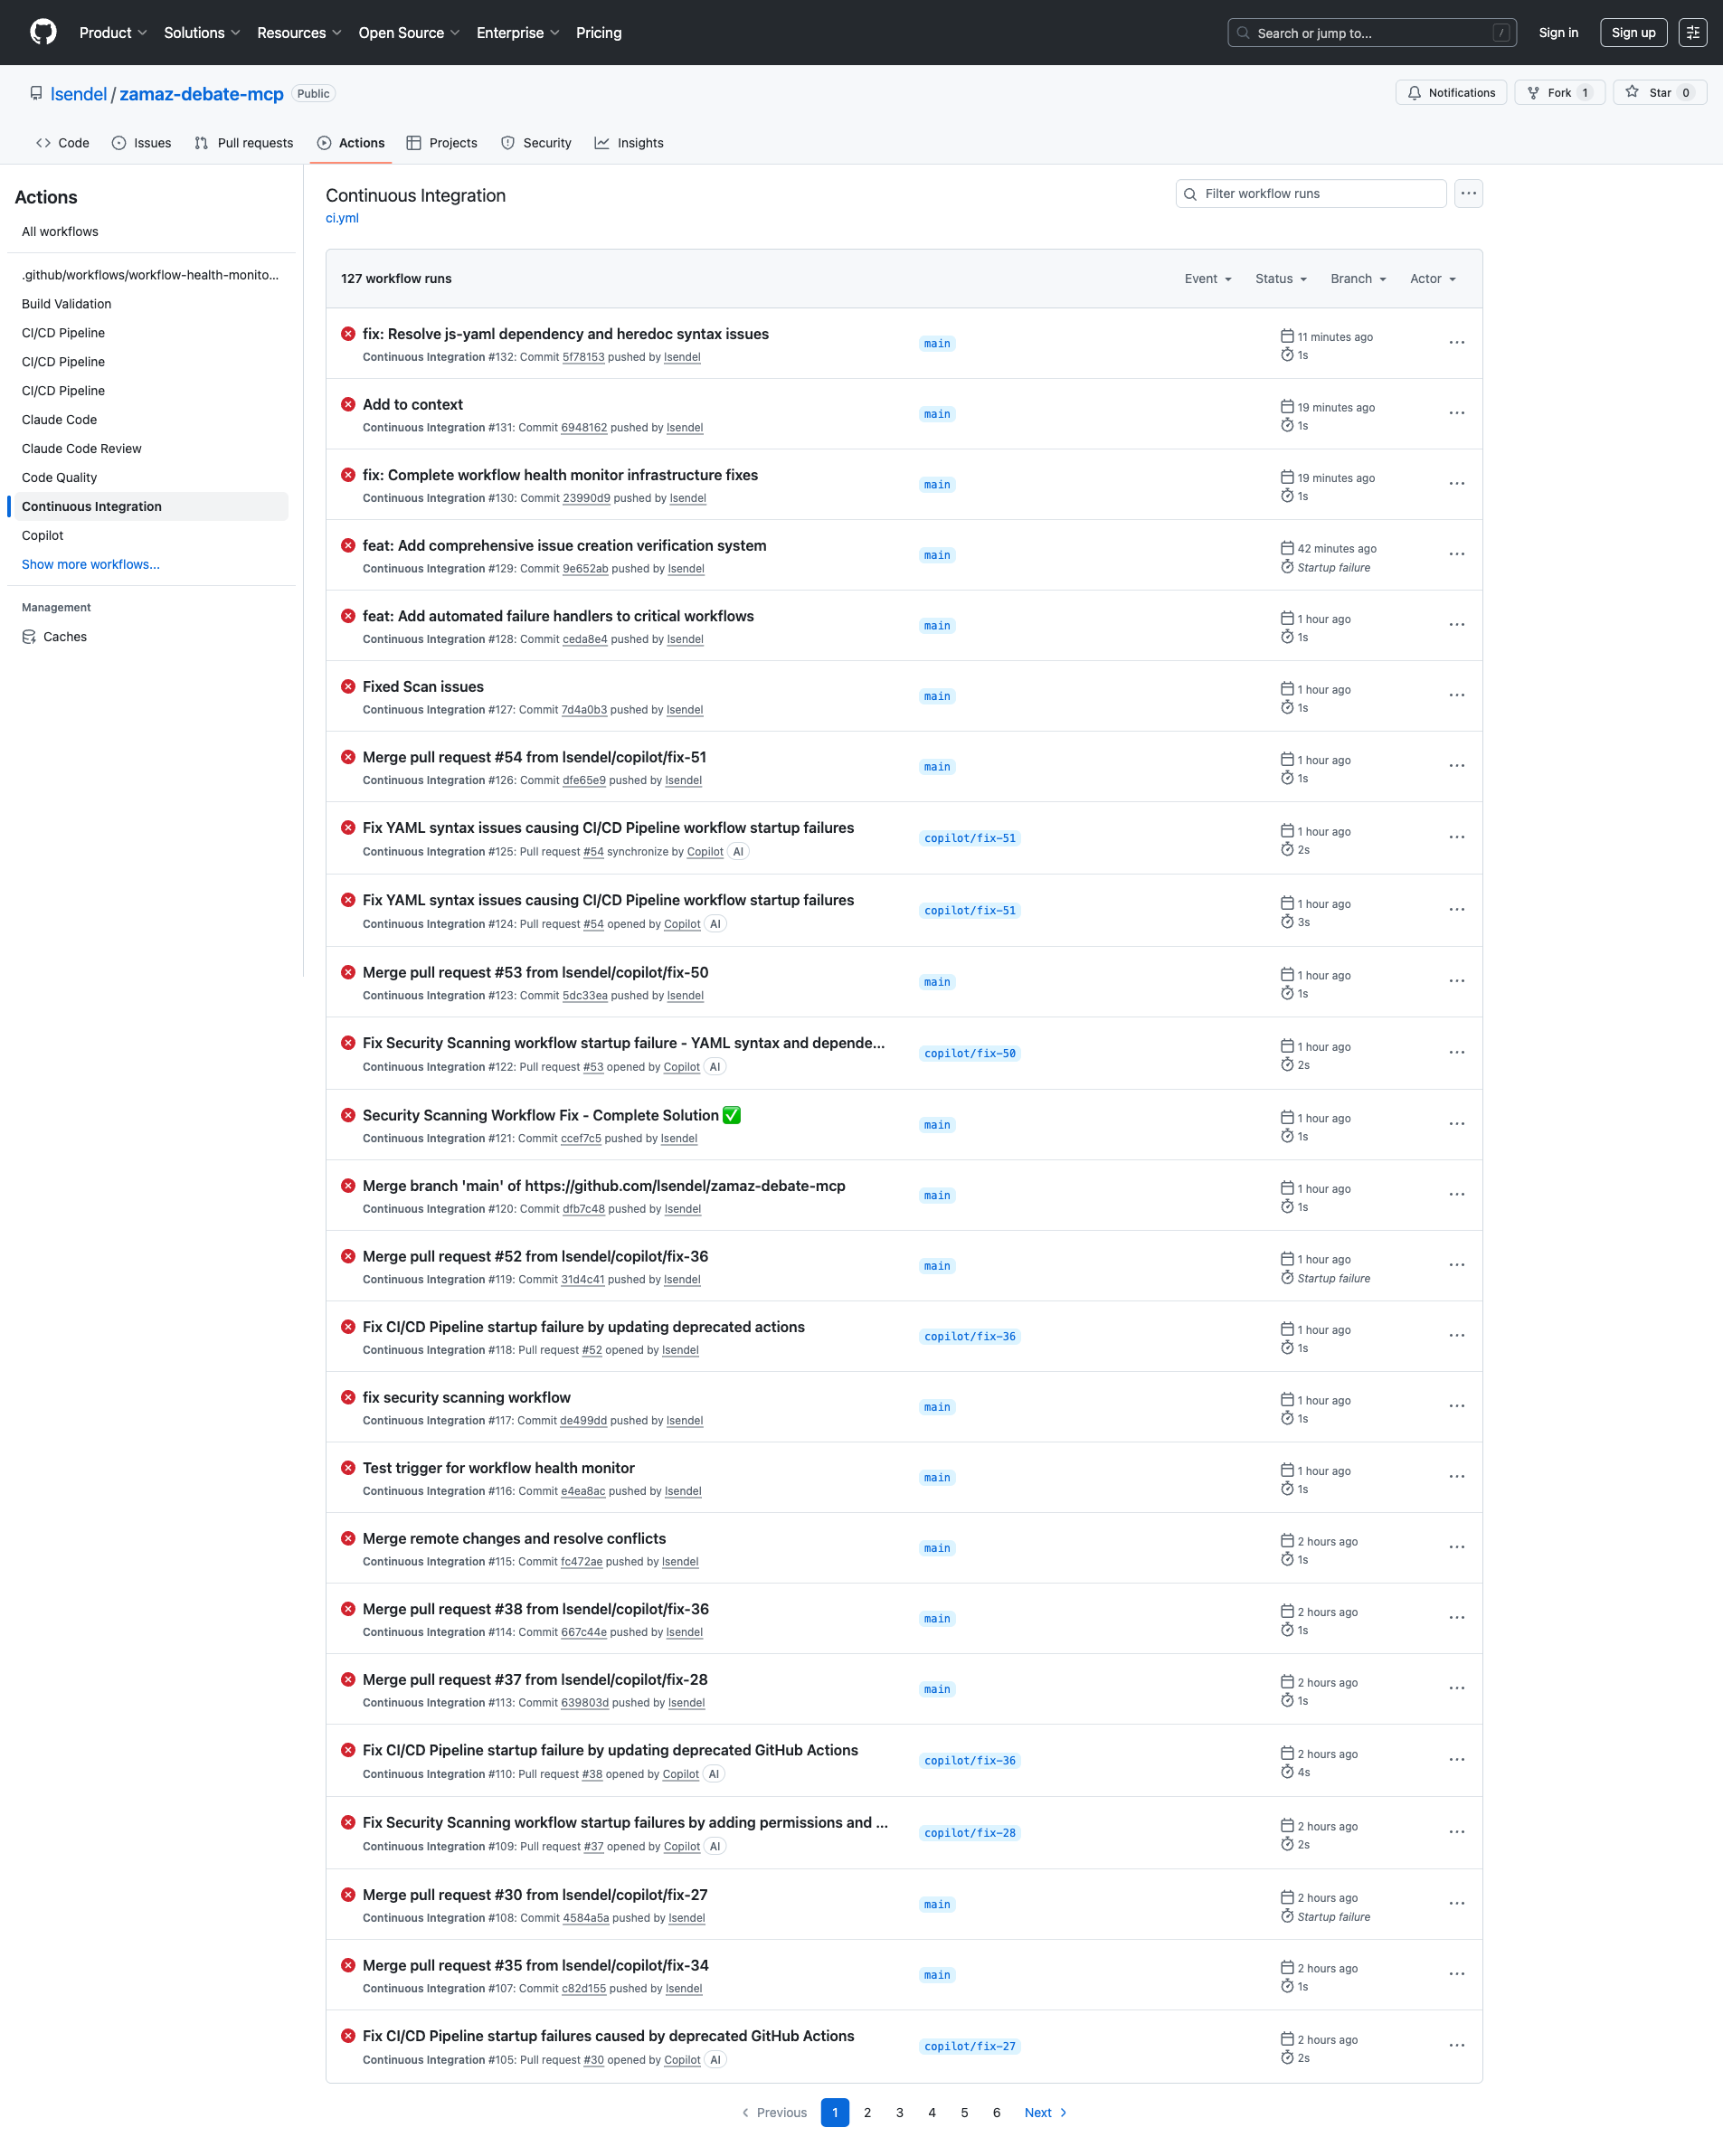 Product Solutions Resources Open Source Enterprise Pricing Search or jump to... / Sign in Sign up
lsendel / zamaz-debate-mcp Public Notifications Fork 1 Star 0
Code Issues Pull requests Actions Projects Security Insights
Actions
All workflows
.github/workflows/workflow-health-monito...
Build Validation
CI/CD Pipeline
CI/CD Pipeline
CI/CD Pipeline
Claude Code
Claude Code Review
Code Quality
Continuous Integration
Copilot
Show more workflows...
Management
Caches
Continuous Integration
ci.yml
Filter workflow runs
127 workflow runs Event Status Branch Actor
fix: Resolve js-yaml dependency and heredoc syntax issues
Continuous Integration #132: Commit 5f78153 pushed by lsendel
main
11 minutes ago
1s
Add to context
Continuous Integration #131: Commit 6948162 pushed by lsendel
main
19 minutes ago
1s
fix: Complete workflow health monitor infrastructure fixes
Continuous Integration #130: Commit 23990d9 pushed by lsendel
main
19 minutes ago
1s
feat: Add comprehensive issue creation verification system
Continuous Integration #129: Commit 9e652ab pushed by lsendel
main
42 minutes ago
Startup failure
feat: Add automated failure handlers to critical workflows
Continuous Integration #128: Commit ceda8e4 pushed by lsendel
main
1 hour ago
1s
Fixed Scan issues
Continuous Integration #127: Commit 7d4a0b3 pushed by lsendel
main
1 hour ago
1s
Merge pull request #54 from lsendel/copilot/fix-51
Continuous Integration #126: Commit dfe65e9 pushed by lsendel
main
1 hour ago
1s
Fix YAML syntax issues causing CI/CD Pipeline workflow startup failures
Continuous Integration #125: Pull request #54 synchronize by Copilot AI
copilot/fix-51
1 hour ago
2s
Fix YAML syntax issues causing CI/CD Pipeline workflow startup failures
Continuous Integration #124: Pull request #54 opened by Copilot AI
copilot/fix-51
1 hour ago
3s
Merge pull request #53 from lsendel/copilot/fix-50
Continuous Integration #123: Commit 5dc33ea pushed by lsendel
main
1 hour ago
1s
Fix Security Scanning workflow startup failure - YAML syntax and depende...
Continuous Integration #122: Pull request #53 opened by Copilot AI
copilot/fix-50
1 hour ago
2s
Security Scanning Workflow Fix - Complete Solution ✅
Continuous Integration #121: Commit ccef7c5 pushed by lsendel
main
1 hour ago
1s
Merge branch 'main' of https://github.com/lsendel/zamaz-debate-mcp
Continuous Integration #120: Commit dfb7c48 pushed by lsendel
main
1 hour ago
1s
Merge pull request #52 from lsendel/copilot/fix-36
Continuous Integration #119: Commit 31d4c41 pushed by lsendel
main
1 hour ago
Startup failure
Fix CI/CD Pipeline startup failure by updating deprecated actions
Continuous Integration #118: Pull request #52 opened by lsendel
copilot/fix-36
1 hour ago
1s
fix security scanning workflow
Continuous Integration #117: Commit de499dd pushed by lsendel
main
1 hour ago
1s
Test trigger for workflow health monitor
Continuous Integration #116: Commit e4ea8ac pushed by lsendel
main
1 hour ago
1s
Merge remote changes and resolve conflicts
Continuous Integration #115: Commit fc472ae pushed by lsendel
main
2 hours ago
1s
Merge pull request #38 from lsendel/copilot/fix-36
Continuous Integration #114: Commit 667c44e pushed by lsendel
main
2 hours ago
1s
Merge pull request #37 from lsendel/copilot/fix-28
Continuous Integration #113: Commit 639803d pushed by lsendel
main
2 hours ago
1s
Fix CI/CD Pipeline startup failure by updating deprecated GitHub Actions
Continuous Integration #110: Pull request #38 opened by Copilot AI
copilot/fix-36
2 hours ago
4s
Fix Security Scanning workflow startup failures by adding permissions and ...
Continuous Integration #109: Pull request #37 opened by Copilot AI
copilot/fix-28
2 hours ago
2s
Merge pull request #30 from lsendel/copilot/fix-27
Continuous Integration #108: Commit 4584a5a pushed by lsendel
main
2 hours ago
Startup failure
Merge pull request #35 from lsendel/copilot/fix-34
Continuous Integration #107: Commit c82d155 pushed by lsendel
main
2 hours ago
1s
Fix CI/CD Pipeline startup failures caused by deprecated GitHub Actions
Continuous Integration #105: Pull request #30 opened by Copilot AI
copilot/fix-27
2 hours ago
2s
Previous 1 2 3 4 5 6 Next